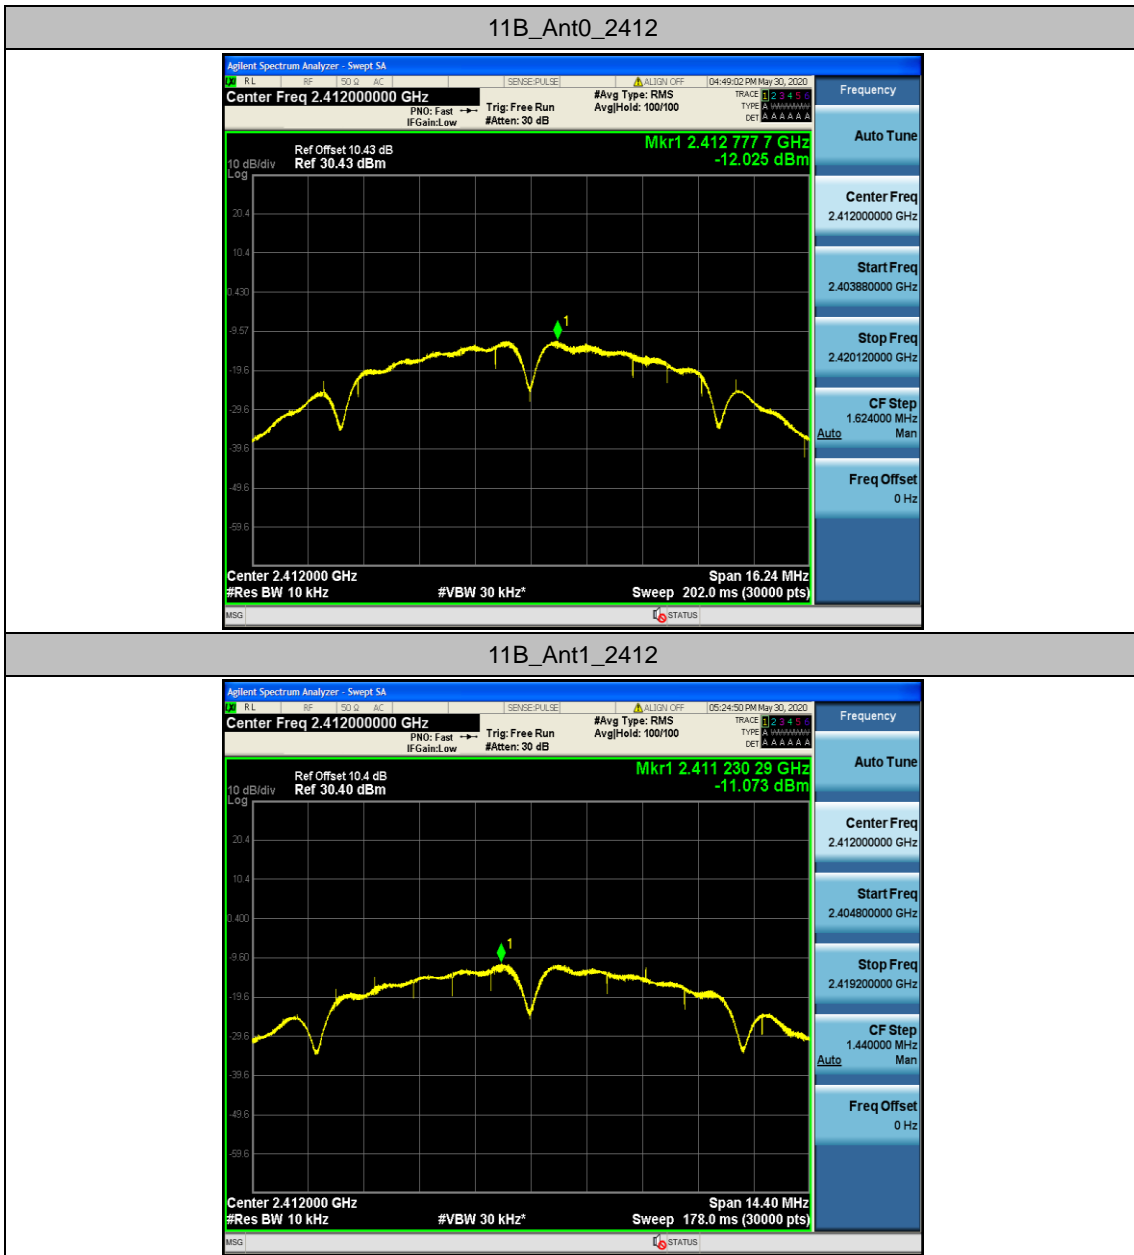 11B_Ant0_2412
Agilent Spectrum Analyzer - Swept SA
RL RF 50 Ω AC SENSE:PULSE ALIGN OFF 04:49:02 PM May 30, 2020
Center Freq 2.412000000 GHz
PNO: Fast
IFGain:Low
Trig: Free Run
#Atten: 30 dB
#Avg Type: RMS
Avg|Hold: 100/100
TRACE 1 2 3 4 5 6
TYPE A
DET A A A A A A
Frequency
Auto Tune
Center Freq
2.412000000 GHz
Start Freq
2.403880000 GHz
Stop Freq
2.420120000 GHz
CF Step
1.624000 MHz
Auto Man
Freq Offset
0 Hz
Mkr1 2.412 777 7 GHz
-12.025 dBm
Ref Offset 10.43 dB
10 dB/div Ref 30.43 dBm
Log
20.4
10.4
0.430
-9.57
-19.6
-29.6
-39.6
-49.6
-59.6
1
Center 2.412000 GHz Span 16.24 MHz
#Res BW 10 kHz #VBW 30 kHz* Sweep 202.0 ms (30000 pts)
MSG STATUS
11B_Ant1_2412
Agilent Spectrum Analyzer - Swept SA
RL RF 50 Ω AC SENSE:PULSE ALIGN OFF 05:24:50 PM May 30, 2020
Center Freq 2.412000000 GHz
PNO: Fast
IFGain:Low
Trig: Free Run
#Atten: 30 dB
#Avg Type: RMS
Avg|Hold: 100/100
TRACE 1 2 3 4 5 6
TYPE A
DET A A A A A A
Frequency
Auto Tune
Center Freq
2.412000000 GHz
Start Freq
2.404800000 GHz
Stop Freq
2.419200000 GHz
CF Step
1.440000 MHz
Auto Man
Freq Offset
0 Hz
Mkr1 2.411 230 29 GHz
-11.073 dBm
Ref Offset 10.4 dB
10 dB/div Ref 30.40 dBm
Log
20.4
10.4
0.400
-9.60
-19.6
-29.6
-39.6
-49.6
-59.6
1
Center 2.412000 GHz Span 14.40 MHz
#Res BW 10 kHz #VBW 30 kHz* Sweep 178.0 ms (30000 pts)
MSG STATUS